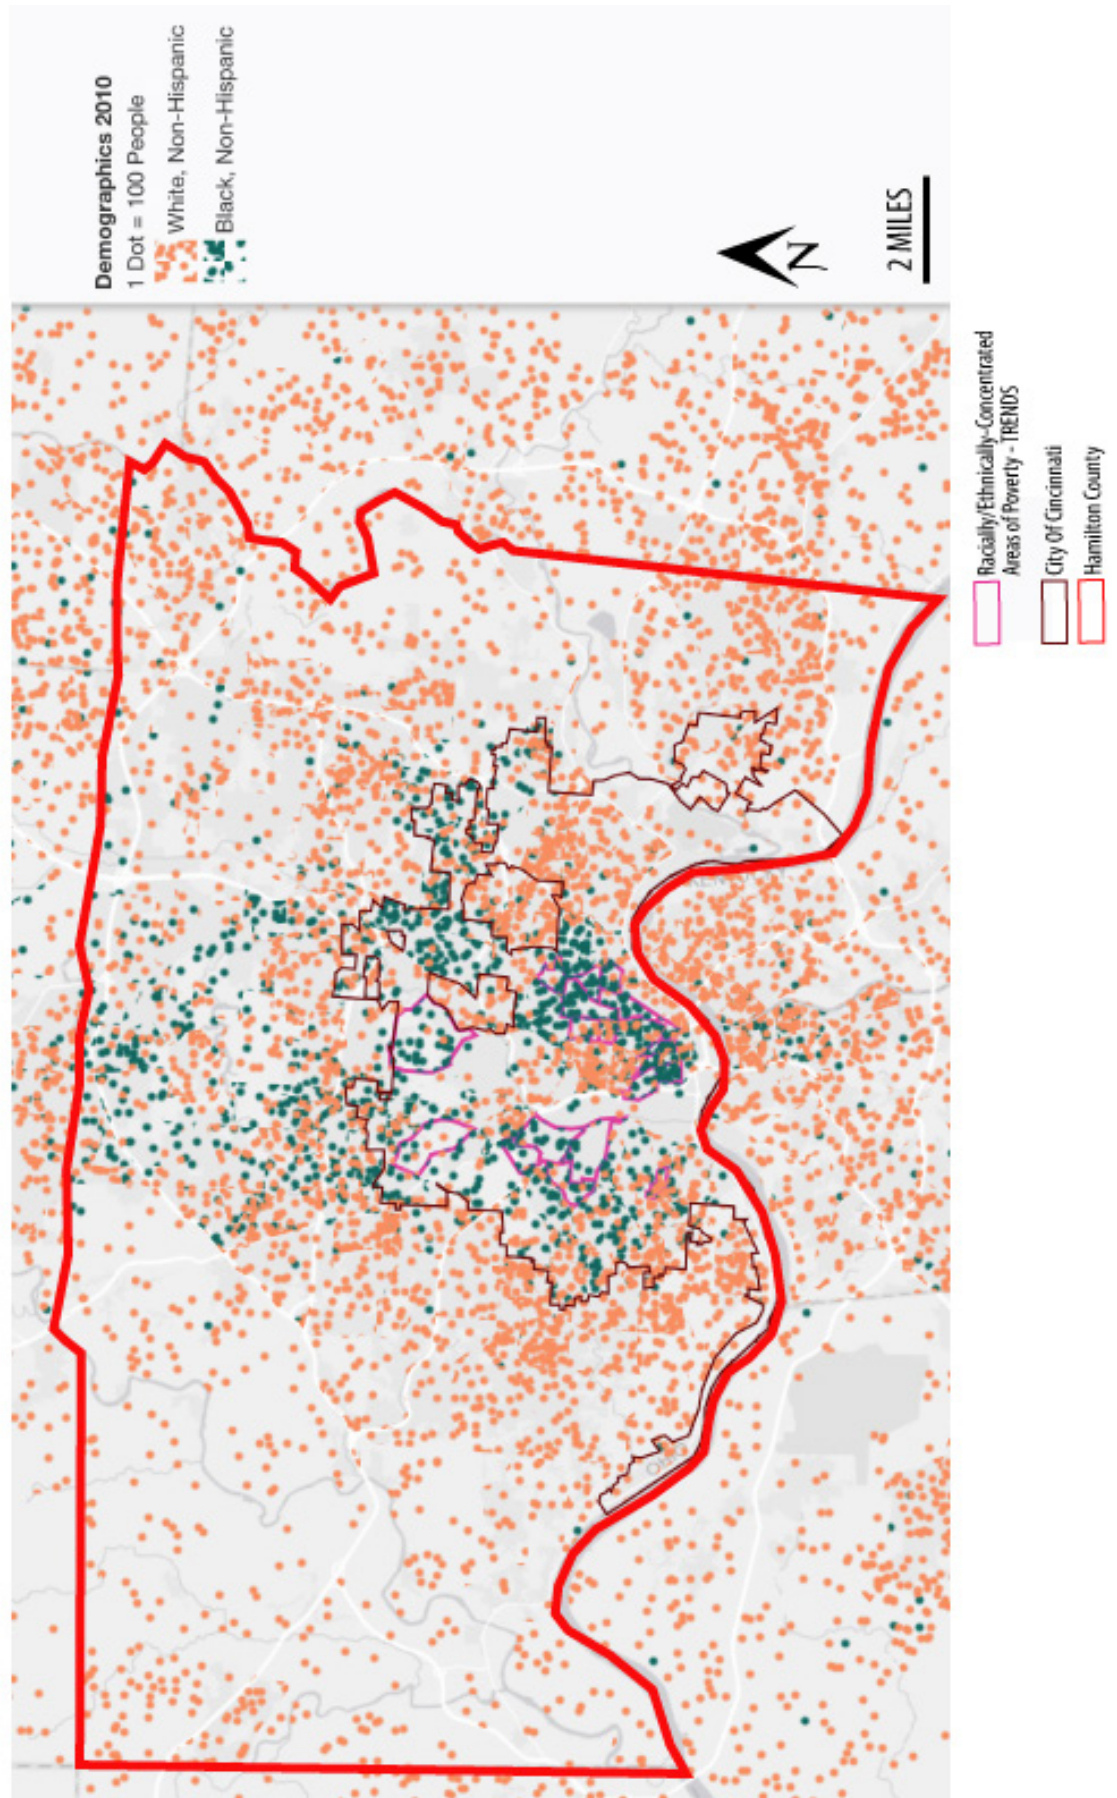 Demographics 2010
1 Dot = 100 People
White, Non-Hispanic
Black, Non-Hispanic
N
2 MILES
Racially/Ethnically-Concentrated
Areas of Poverty - TRENDS
City Of Cincinnati
Hamilton County